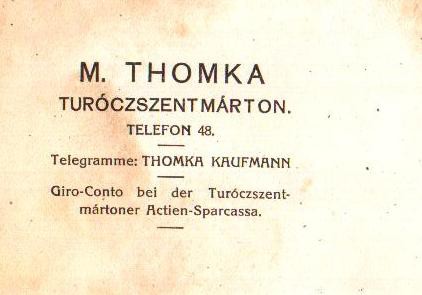 M. THOMKA
TURÓCZSZENTMÁRTON.
TELEFON 48.
Telegramme: THOMKA KAUFMANN
Giro-Conto bei der Turóczszent-
mártoner Actien-Sparcassa.